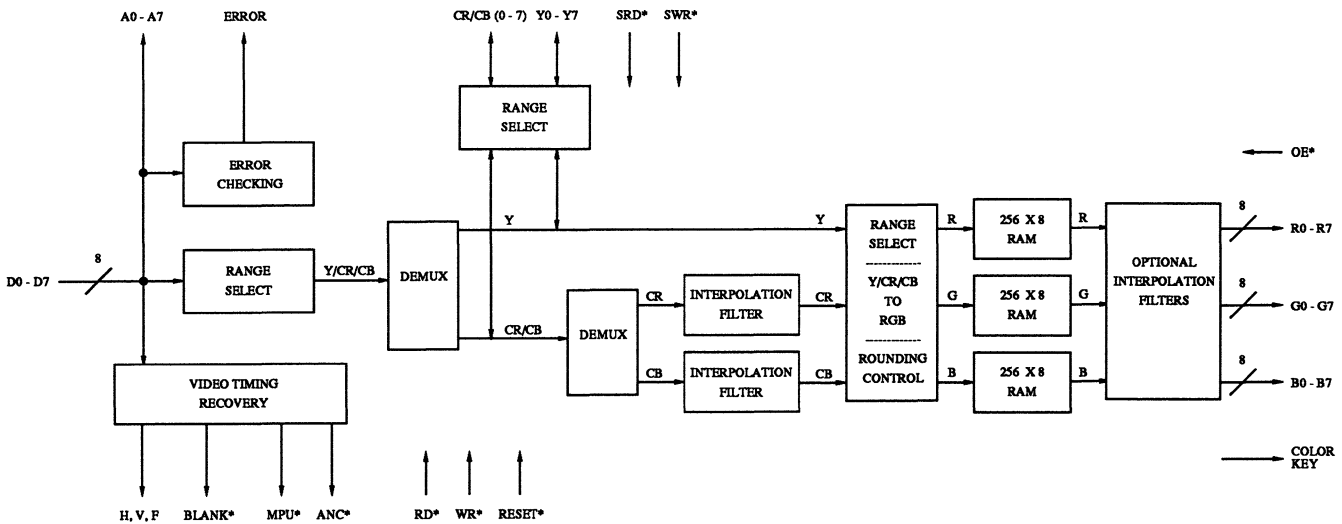 A0 - A7
ERROR
CR/CB (0 - 7)
Y0 - Y7
SRD*
SWR*
RANGE
SELECT
ERROR
CHECKING
OE*
8
D0 - D7
RANGE
SELECT
Y/CR/CB
DEMUX
Y
Y
CR/CB
DEMUX
CR
INTERPOLATION
FILTER
CR
CB
INTERPOLATION
FILTER
CB
RANGE
SELECT
Y/CR/CB
TO
RGB
ROUNDING
CONTROL
R
256 X 8
RAM
R
G
256 X 8
RAM
G
B
256 X 8
RAM
B
OPTIONAL
INTERPOLATION
FILTERS
8
R0 - R7
8
G0 - G7
8
B0 - B7
VIDEO TIMING
RECOVERY
COLOR
KEY
H, V, F
BLANK*
MPU*
ANC*
RD*
WR*
RESET*